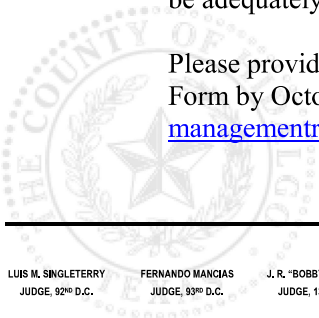 be adequately
Please provid
Form by Octo
managementr
LUIS M. SINGLETERRY FERNANDO MANCIAS J. R. “BOBB
JUDGE, 92ND D.C. JUDGE, 93RD D.C. JUDGE, 1